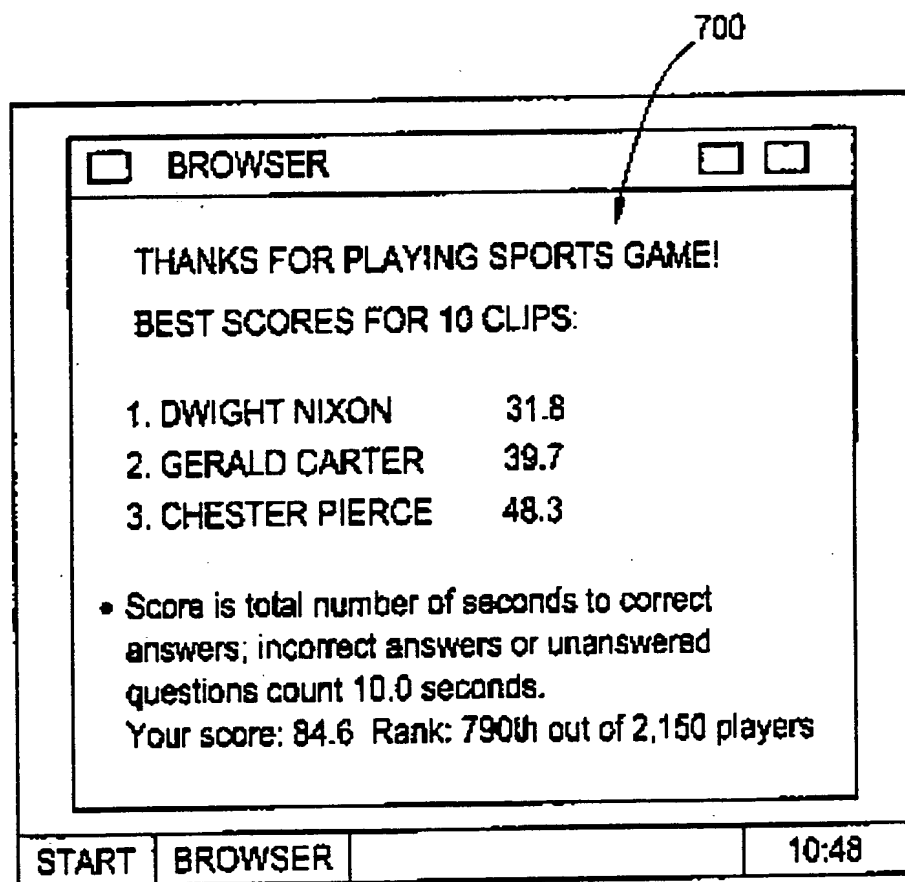 700
BROWSER
THANKS FOR PLAYING SPORTS GAME!
BEST SCORES FOR 10 CLIPS:
1. DWIGHT NIXON 31.8
2. GERALD CARTER 39.7
3. CHESTER PIERCE 48.3
• Score is total number of seconds to correct
answers; incorrect answers or unanswered
questions count 10.0 seconds.
Your score: 84.6 Rank: 790th out of 2,150 players
START BROWSER 10:48